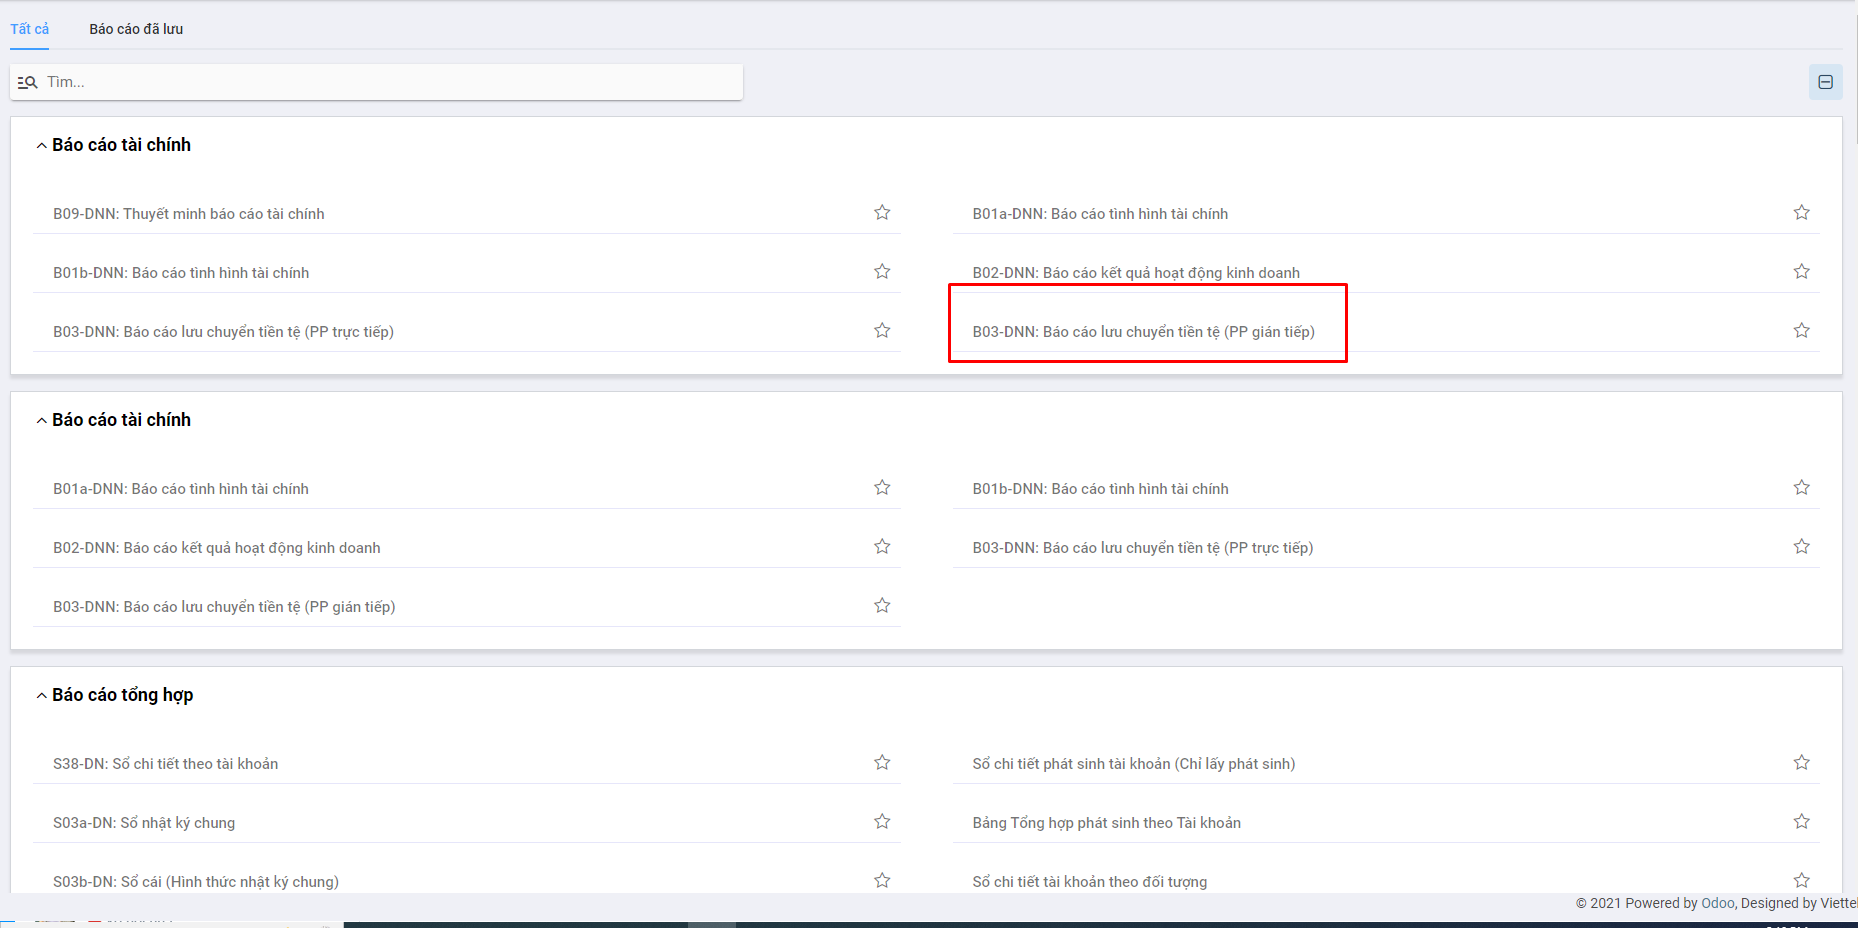 Tất cả
Báo cáo đã lưu
Tìm...
Báo cáo tài chính
B09-DNN: Thuyết minh báo cáo tài chính
B01a-DNN: Báo cáo tình hình tài chính
B01b-DNN: Báo cáo tình hình tài chính
B02-DNN: Báo cáo kết quả hoạt động kinh doanh
B03-DNN: Báo cáo lưu chuyển tiền tệ (PP trực tiếp)
B03-DNN: Báo cáo lưu chuyển tiền tệ (PP gián tiếp)
Báo cáo tài chính
B01a-DNN: Báo cáo tình hình tài chính
B01b-DNN: Báo cáo tình hình tài chính
B02-DNN: Báo cáo kết quả hoạt động kinh doanh
B03-DNN: Báo cáo lưu chuyển tiền tệ (PP trực tiếp)
B03-DNN: Báo cáo lưu chuyển tiền tệ (PP gián tiếp)
Báo cáo tổng hợp
S38-DN: Sổ chi tiết theo tài khoản
Sổ chi tiết phát sinh tài khoản (Chỉ lấy phát sinh)
S03a-DN: Sổ nhật ký chung
Bảng Tổng hợp phát sinh theo Tài khoản
S03b-DN: Sổ cái (Hình thức nhật ký chung)
Sổ chi tiết tài khoản theo đối tượng
© 2021 Powered by Odoo, Designed by Viettel